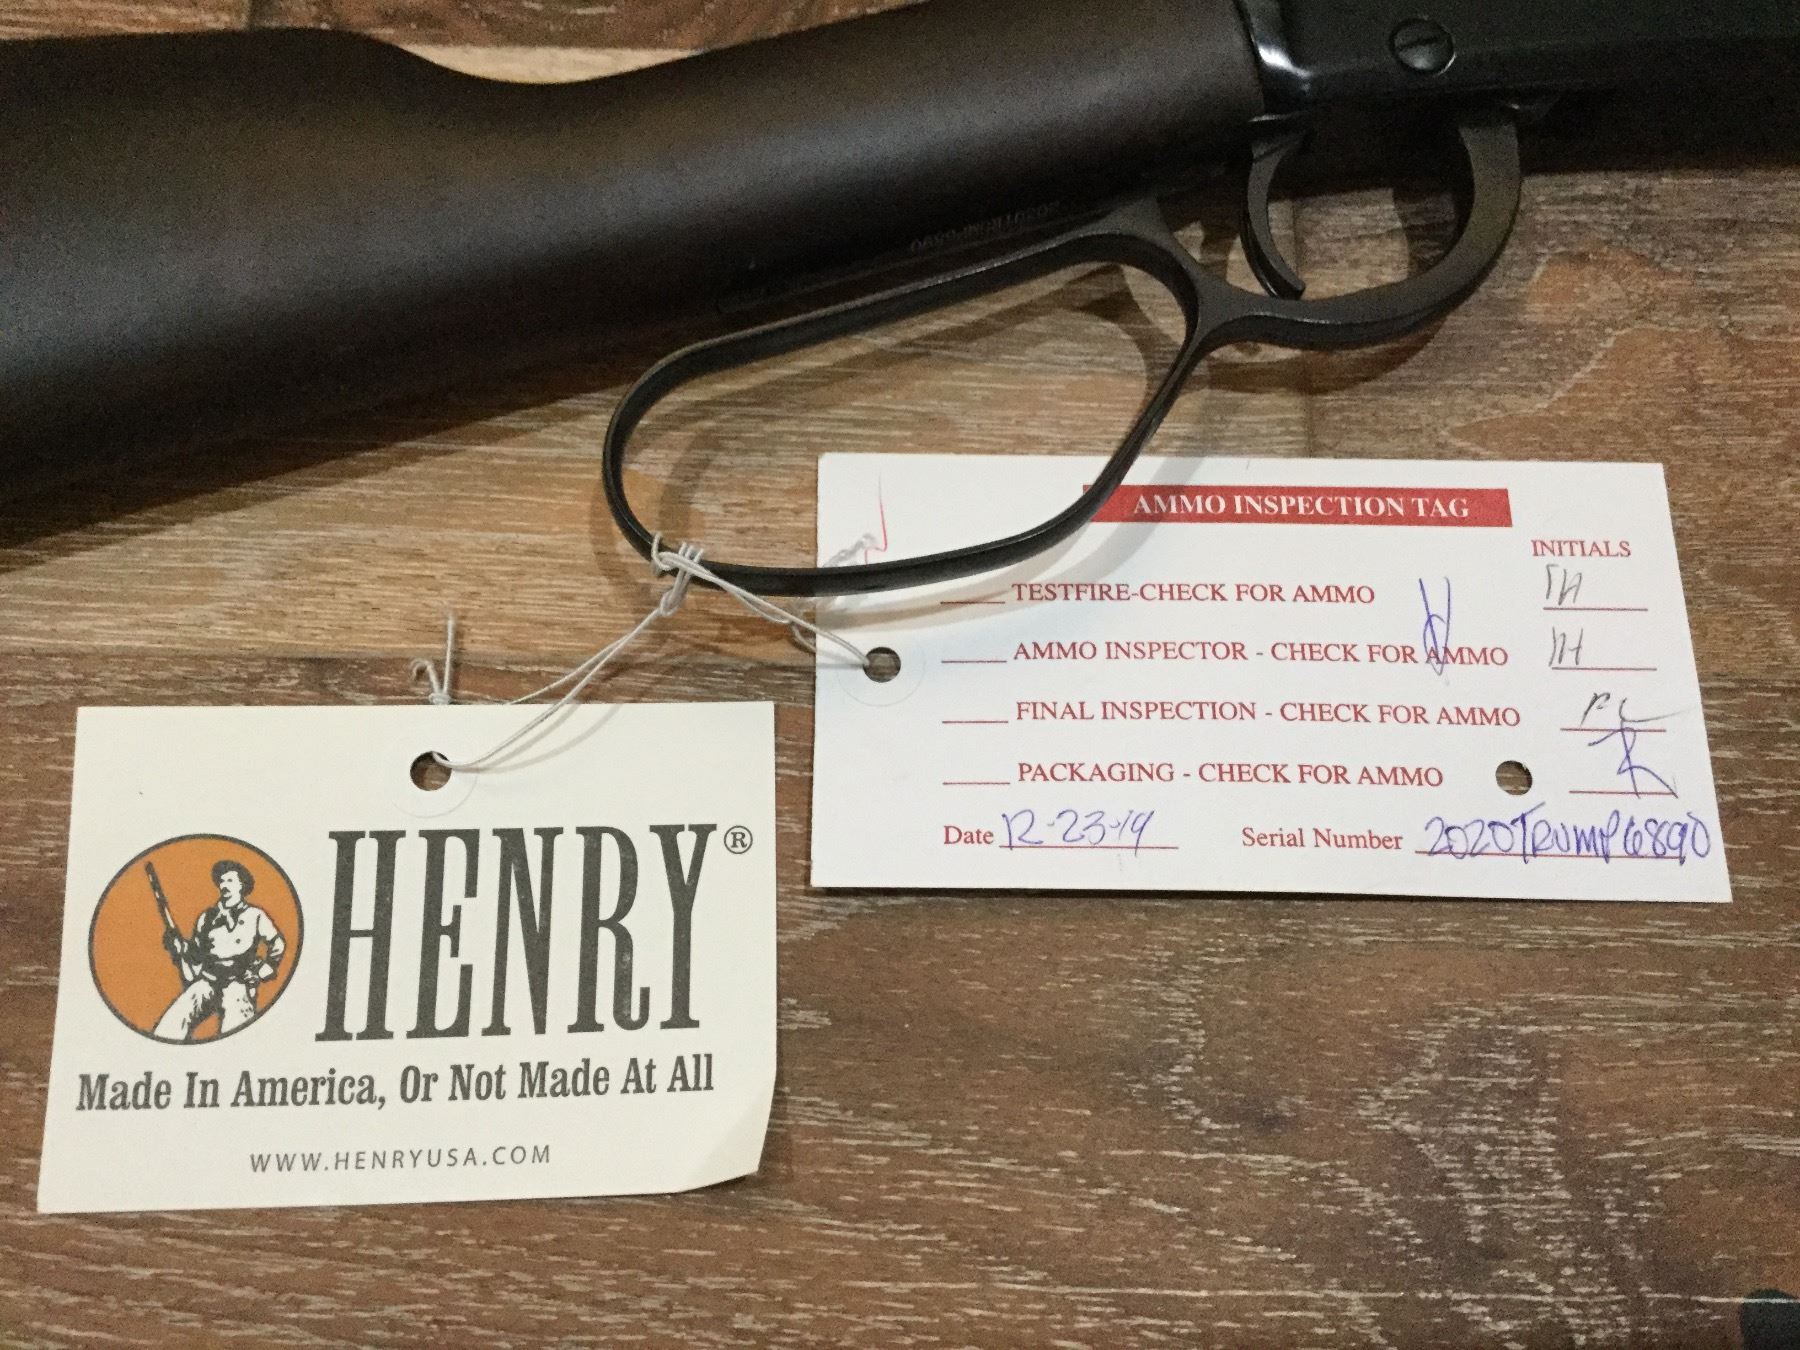 HENRY®
Made In America, Or Not Made At All
WWW.HENRYUSA.COM
AMMO INSPECTION TAG
INITIALS
TESTFIRE-CHECK FOR AMMO
AMMO INSPECTOR - CHECK FOR AMMO
FINAL INSPECTION - CHECK FOR AMMO
PACKAGING - CHECK FOR AMMO
Date 12-23-19 Serial Number 2020TRUMP6890